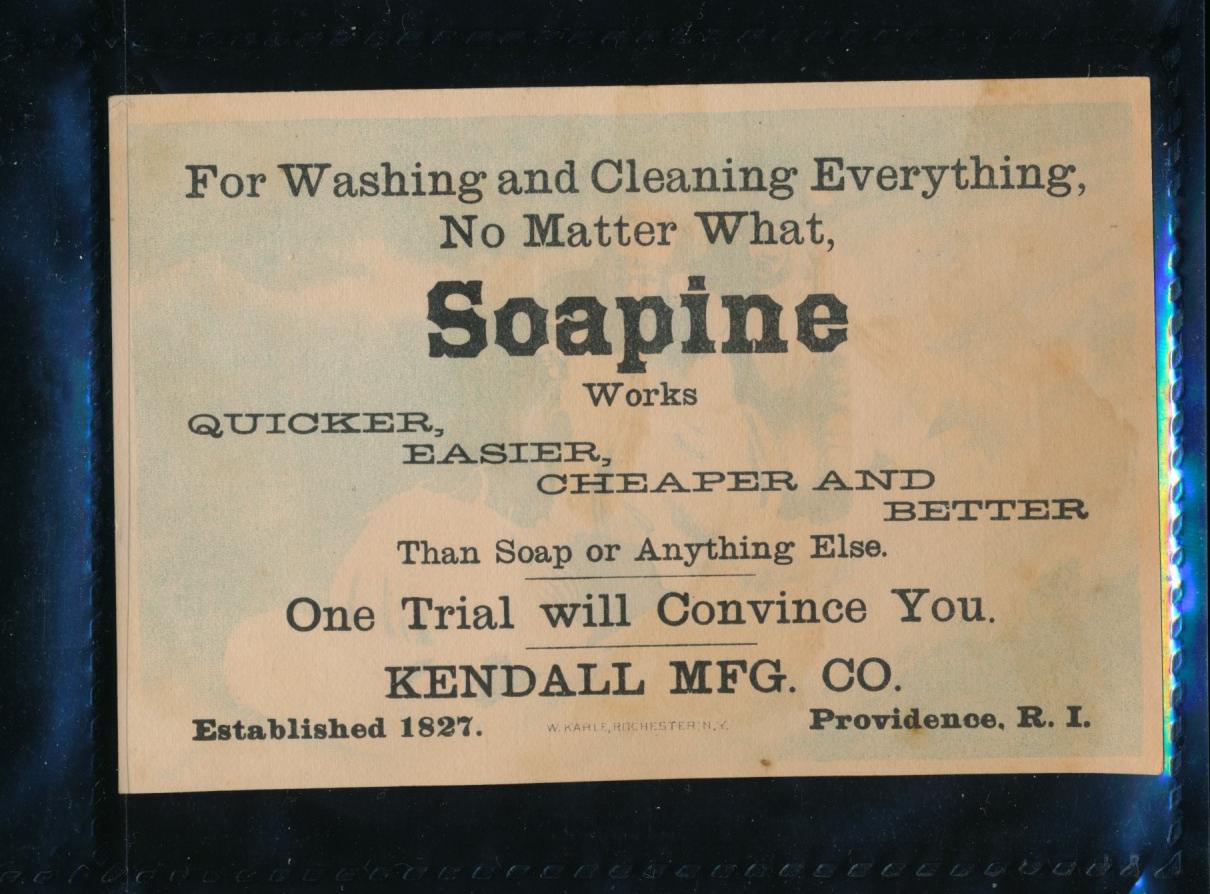 For Washing and Cleaning Everything,
No Matter What,
Soapine
Works
QUICKER,
EASIER,
CHEAPER AND
BETTER
Than Soap or Anything Else.
One Trial will Convince You.
KENDALL MFG. CO.
Established 1827.
W. KARLE, ROCHESTER, N.Y.
Providence, R. I.